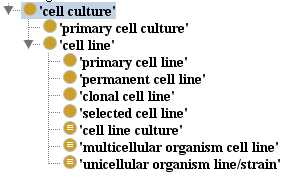 'cell culture'
'primary cell culture'
'cell line'
'primary cell line'
'permanent cell line'
'clonal cell line'
'selected cell line'
'cell line culture'
'multicellular organism cell line'
'unicellular organism line/strain'